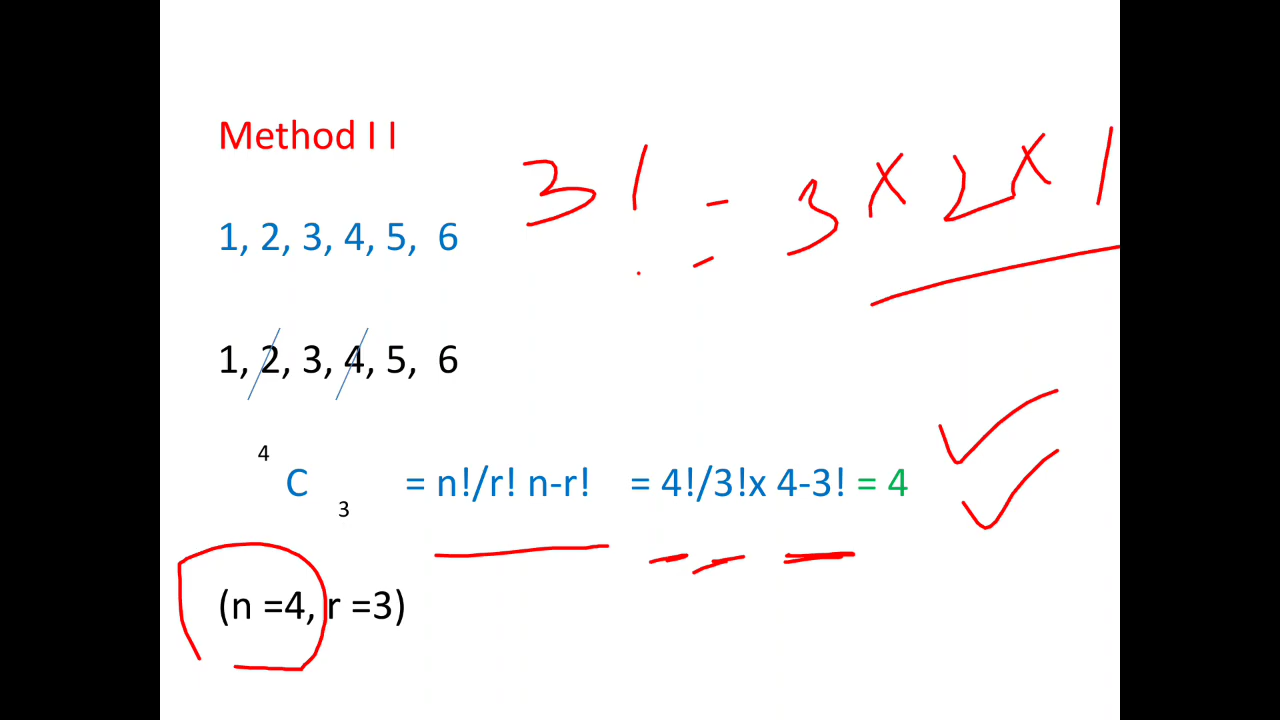 Method I I
3! = 3 x 2 x 1
1, 2, 3, 4, 5, 6
1, 2, 3, 4, 5, 6
4
C = n!/r! n-r! = 4!/3!x 4-3! = 4
3
(n =4, r =3)